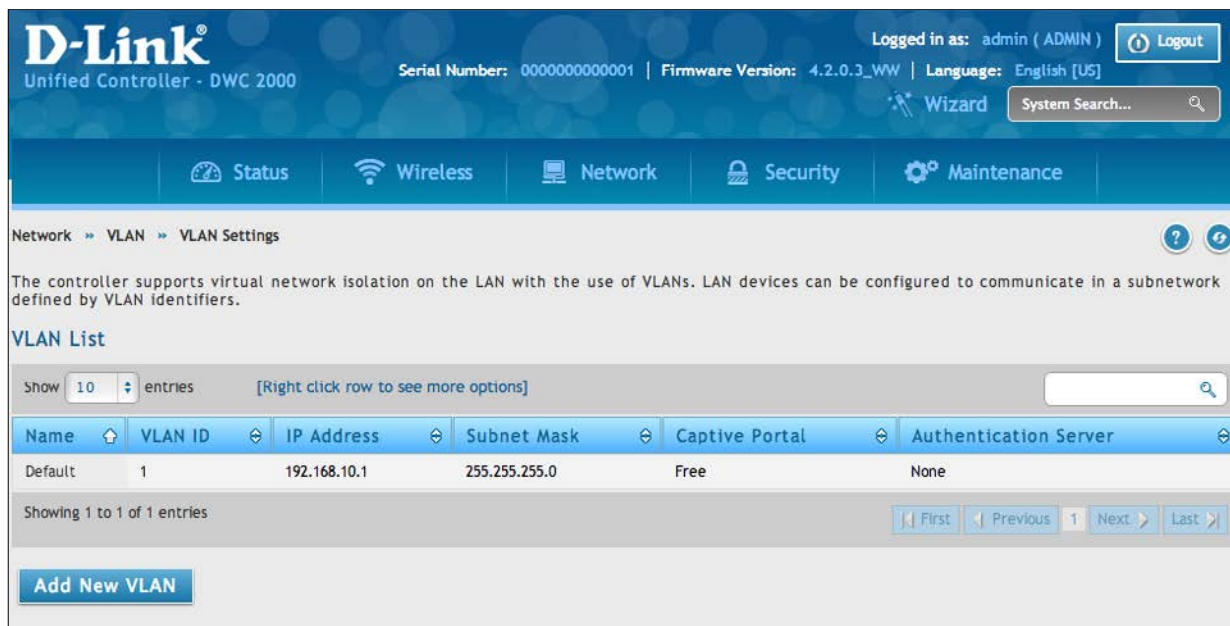 D-Link®
Unified Controller - DWC 2000
Logged in as: admin ( ADMIN ) Logout
Serial Number: 0000000000001 | Firmware Version: 4.2.0.3_WW | Language: English [US]
Wizard System Search...
Status Wireless Network Security Maintenance
Network » VLAN » VLAN Settings ?
The controller supports virtual network isolation on the LAN with the use of VLANs. LAN devices can be configured to communicate in a subnetwork
defined by VLAN identifiers.
VLAN List
Show 10 entries [Right click row to see more options]
Name VLAN ID IP Address Subnet Mask Captive Portal Authentication Server
Default 1 192.168.10.1 255.255.255.0 Free None
Showing 1 to 1 of 1 entries First Previous 1 Next Last
Add New VLAN